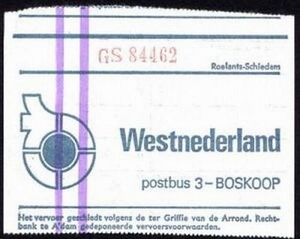 GS 84462
Roelants-Schiedam
Westnederland
postbus 3-BOSKOOP
Het vervoer geschiedt volgens de ter Griffie van de Arrond. Recht-
bank te A'dam gedeponeerde vervoersvoorwaarden.